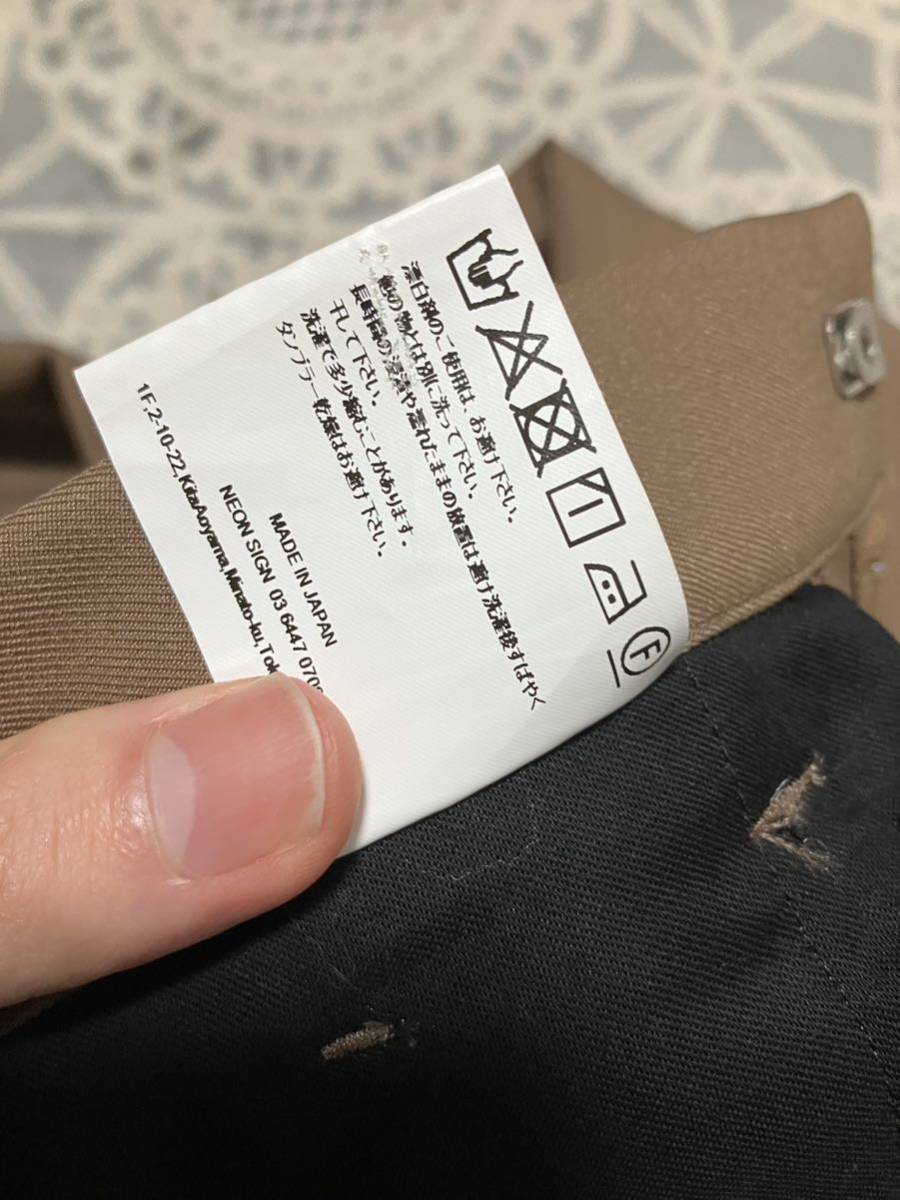 漂白剤のご使用は、お避け下さい。
他の物とは別に洗って下さい。
長時間の浸漬や濡れたままの放置は避け洗濯後すばやく
干して下さい。
洗濯で多少縮むことがあります。
タンブラー乾燥はお避け下さい。
MADE IN JAPAN
NEON SIGN 03 6447 070
1F,2-10-22,KitaAoyama,Minato-ku,Tok
F